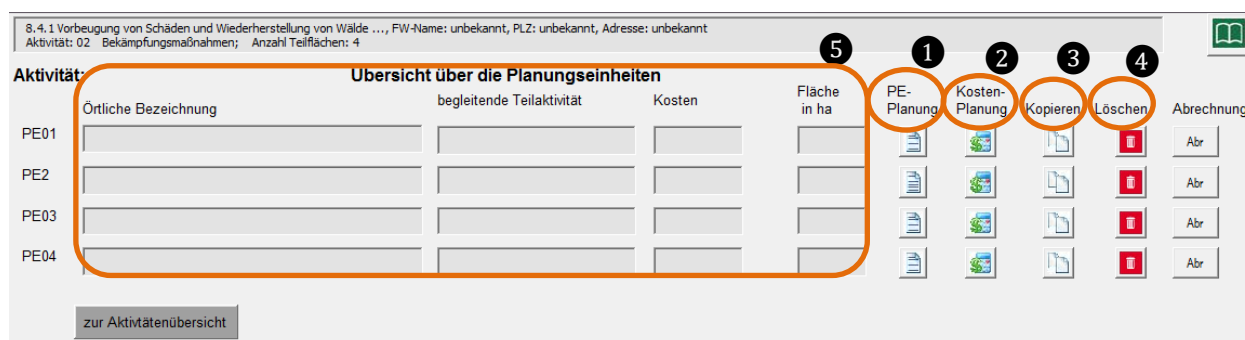 8.4.1 Vorbeugung von Schäden und Wiederherstellung von Wälde ..., FW-Name: unbekannt, PLZ: unbekannt, Adresse: unbekannt
Aktivität: 02 Bekämpfungsmaßnahmen; Anzahl Teilflächen: 4
Aktivität: Übersicht über die Planungseinheiten
5 1 2 3 4
Örtliche Bezeichnung begleitende Teilaktivität Kosten Fläche in ha PE-Planung Kosten-Planung Kopieren Löschen Abrechnung
PE01 Abr
PE2 Abr
PE03 Abr
PE04 Abr
zur Aktivtätenübersicht